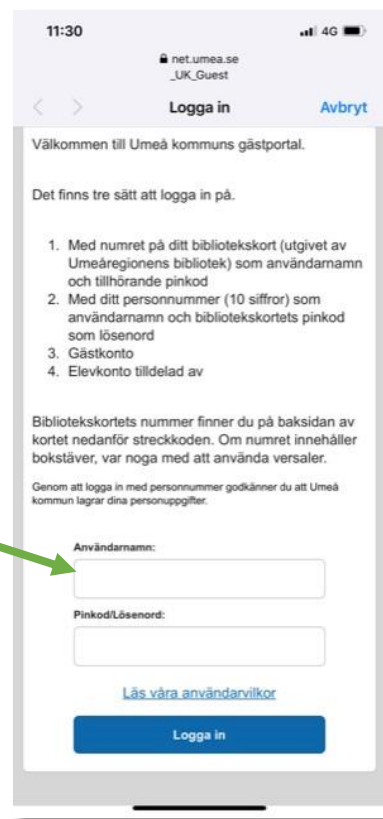 11:30
4G
net.umea.se
_UK_Guest
Logga in
Avbryt
Välkommen till Umeå kommuns gästportal.
Det finns tre sätt att logga in på.
1. Med numret på ditt bibliotekskort (utgivet av
Umeåregionens bibliotek) som användarnamn
och tillhörande pinkod
2. Med ditt personnummer (10 siffror) som
användarnamn och bibliotekskortets pinkod
som lösenord
3. Gästkonto
4. Elevkonto tilldelad av
Bibliotekskortets nummer finner du på baksidan av
kortet nedanför streckkoden. Om numret innehåller
bokstäver, var noga med att använda versaler.
Genom att logga in med personnummer godkänner du att Umeå
kommun lagrar dina personuppgifter.
Användarnamn:
Pinkod/Lösenord:
Läs våra användarvilkor
Logga in